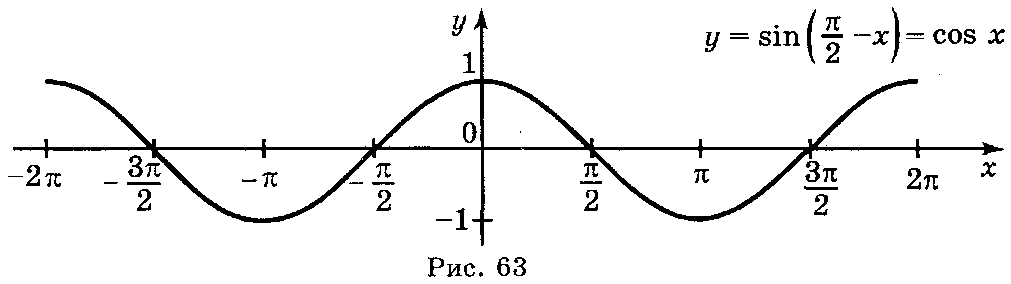 y
y = sin(π/2 − x) = cos x
1
0
−2π
−3π/2
−π
−π/2
π/2
π
3π/2
2π
x
−1
Рис. 63